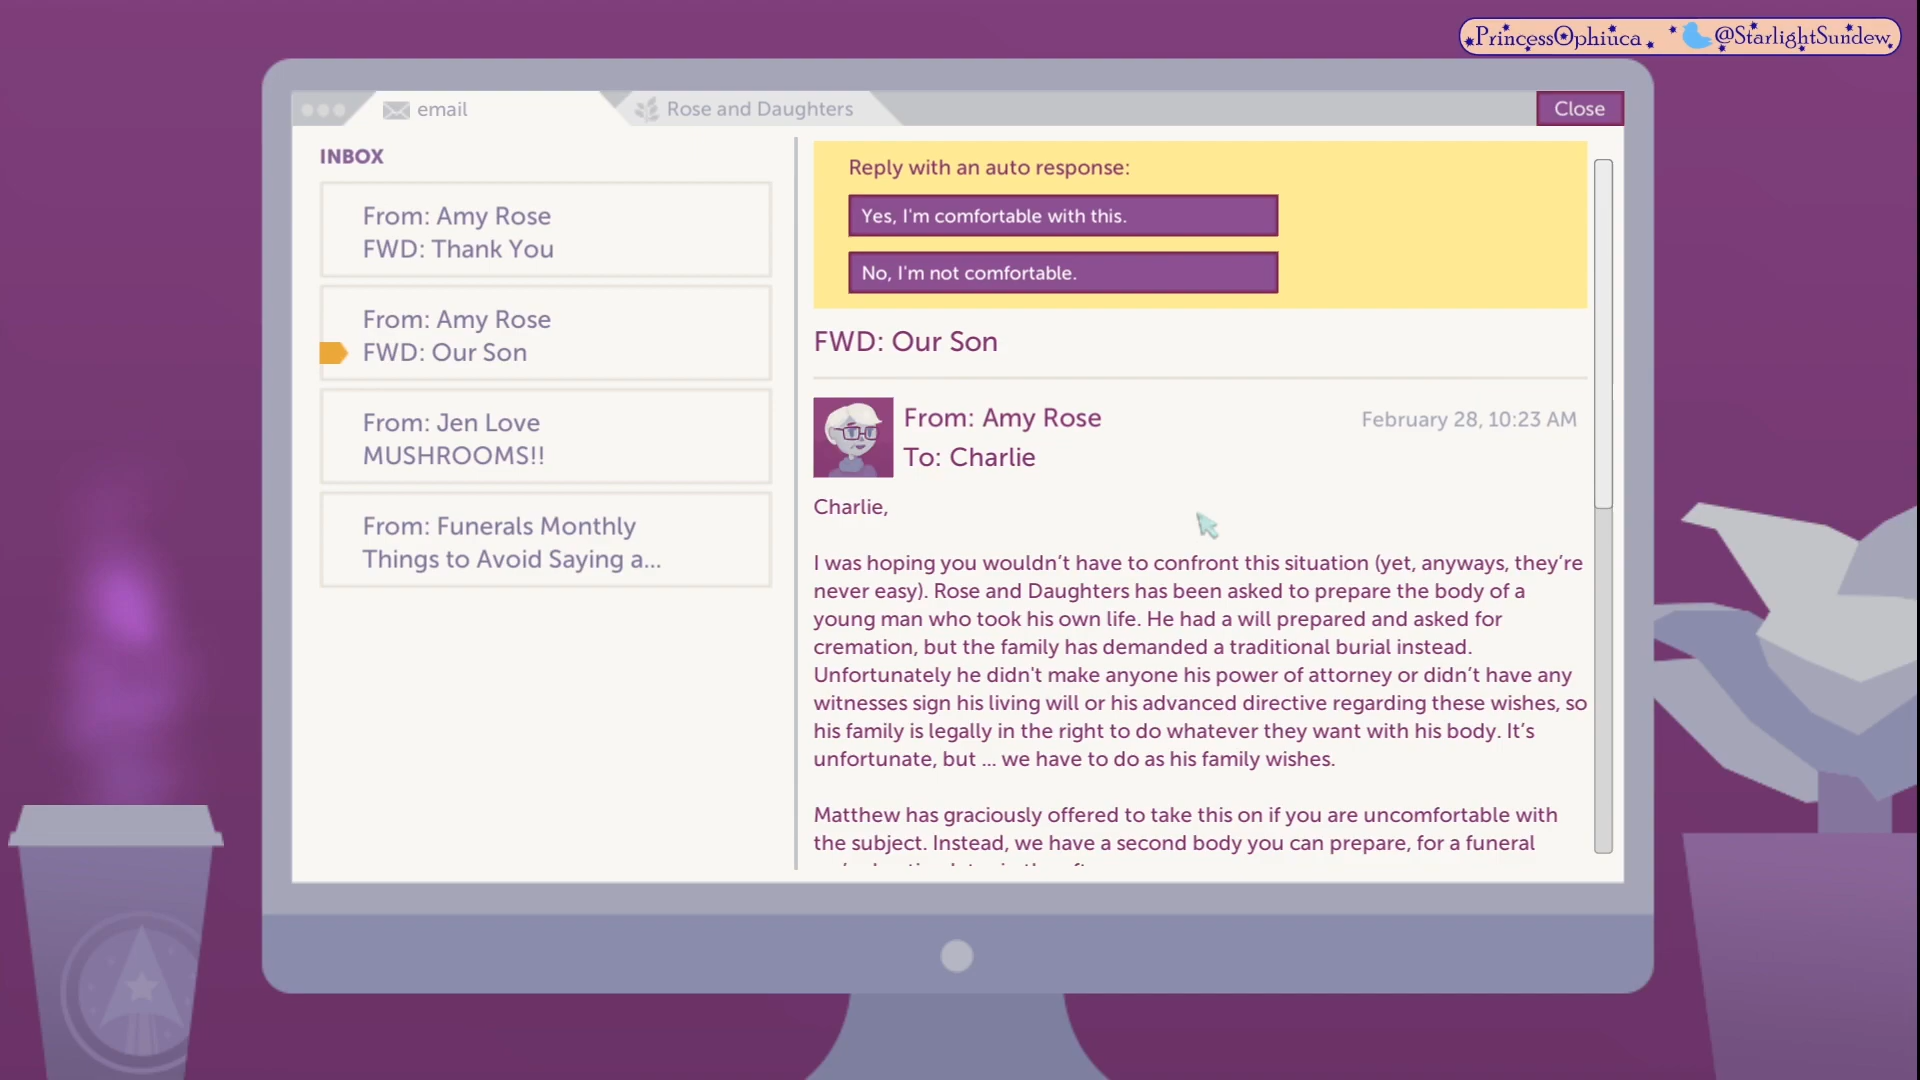 PrincessOphiuca
@StarlightSundew
email
Rose and Daughters
Close
INBOX
From: Amy Rose
FWD: Thank You
From: Amy Rose
FWD: Our Son
From: Jen Love
MUSHROOMS!!
From: Funerals Monthly
Things to Avoid Saying a...
Reply with an auto response:
Yes, I'm comfortable with this.
No, I'm not comfortable.
FWD: Our Son
From: Amy Rose
February 28, 10:23 AM
To: Charlie
Charlie,
I was hoping you wouldn’t have to confront this situation (yet, anyways, they’re
never easy). Rose and Daughters has been asked to prepare the body of a
young man who took his own life. He had a will prepared and asked for
cremation, but the family has demanded a traditional burial instead.
Unfortunately he didn't make anyone his power of attorney or didn’t have any
witnesses sign his living will or his advanced directive regarding these wishes, so
his family is legally in the right to do whatever they want with his body. It’s
unfortunate, but ... we have to do as his family wishes.
Matthew has graciously offered to take this on if you are uncomfortable with
the subject. Instead, we have a second body you can prepare, for a funeral